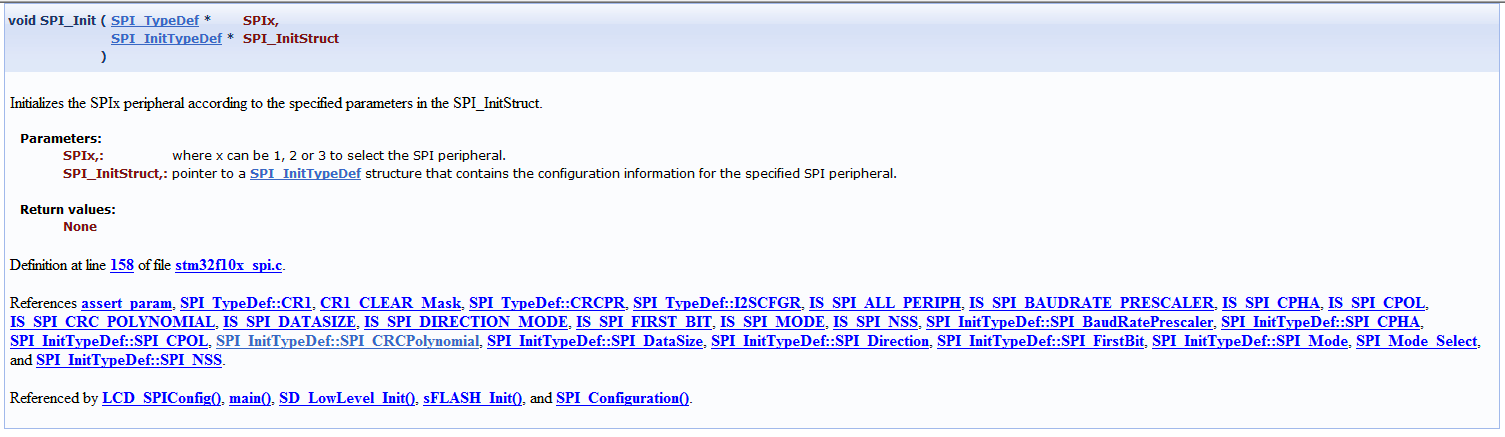 void SPI_Init ( SPI_TypeDef * SPIx,
SPI_InitTypeDef * SPI_InitStruct
)
Initializes the SPIx peripheral according to the specified parameters in the SPI_InitStruct.
Parameters:
SPIx,: where x can be 1, 2 or 3 to select the SPI peripheral.
SPI_InitStruct,: pointer to a SPI_InitTypeDef structure that contains the configuration information for the specified SPI peripheral.
Return values:
None
Definition at line 158 of file stm32f10x_spi.c.
References assert_param, SPI_TypeDef::CR1, CR1_CLEAR_Mask, SPI_TypeDef::CRCPR, SPI_TypeDef::I2SCFGR, IS_SPI_ALL_PERIPH, IS_SPI_BAUDRATE_PRESCALER, IS_SPI_CPHA, IS_SPI_CPOL,
IS_SPI_CRC_POLYNOMIAL, IS_SPI_DATASIZE, IS_SPI_DIRECTION_MODE, IS_SPI_FIRST_BIT, IS_SPI_MODE, IS_SPI_NSS, SPI_InitTypeDef::SPI_BaudRatePrescaler, SPI_InitTypeDef::SPI_CPHA,
SPI_InitTypeDef::SPI_CPOL, SPI_InitTypeDef::SPI_CRCPolynomial, SPI_InitTypeDef::SPI_DataSize, SPI_InitTypeDef::SPI_Direction, SPI_InitTypeDef::SPI_FirstBit, SPI_InitTypeDef::SPI_Mode, SPI_Mode_Select,
and SPI_InitTypeDef::SPI_NSS.
Referenced by LCD_SPIConfig(), main(), SD_LowLevel_Init(), sFLASH_Init(), and SPI_Configuration().